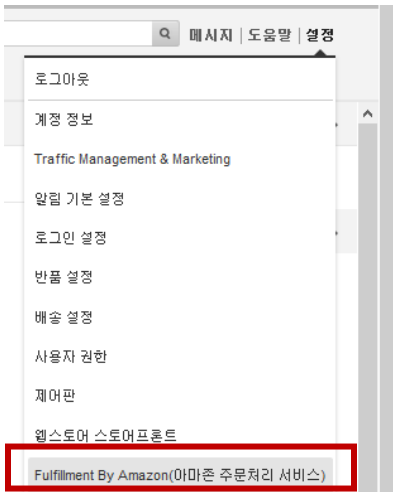 메시지 | 도움말 | 설정
로그아웃
계정 정보
Traffic Management & Marketing
알림 기본 설정
로그인 설정
반품 설정
배송 설정
사용자 권한
제어판
웹스토어 스토어프론트
Fulfillment By Amazon(아마존 주문처리 서비스)